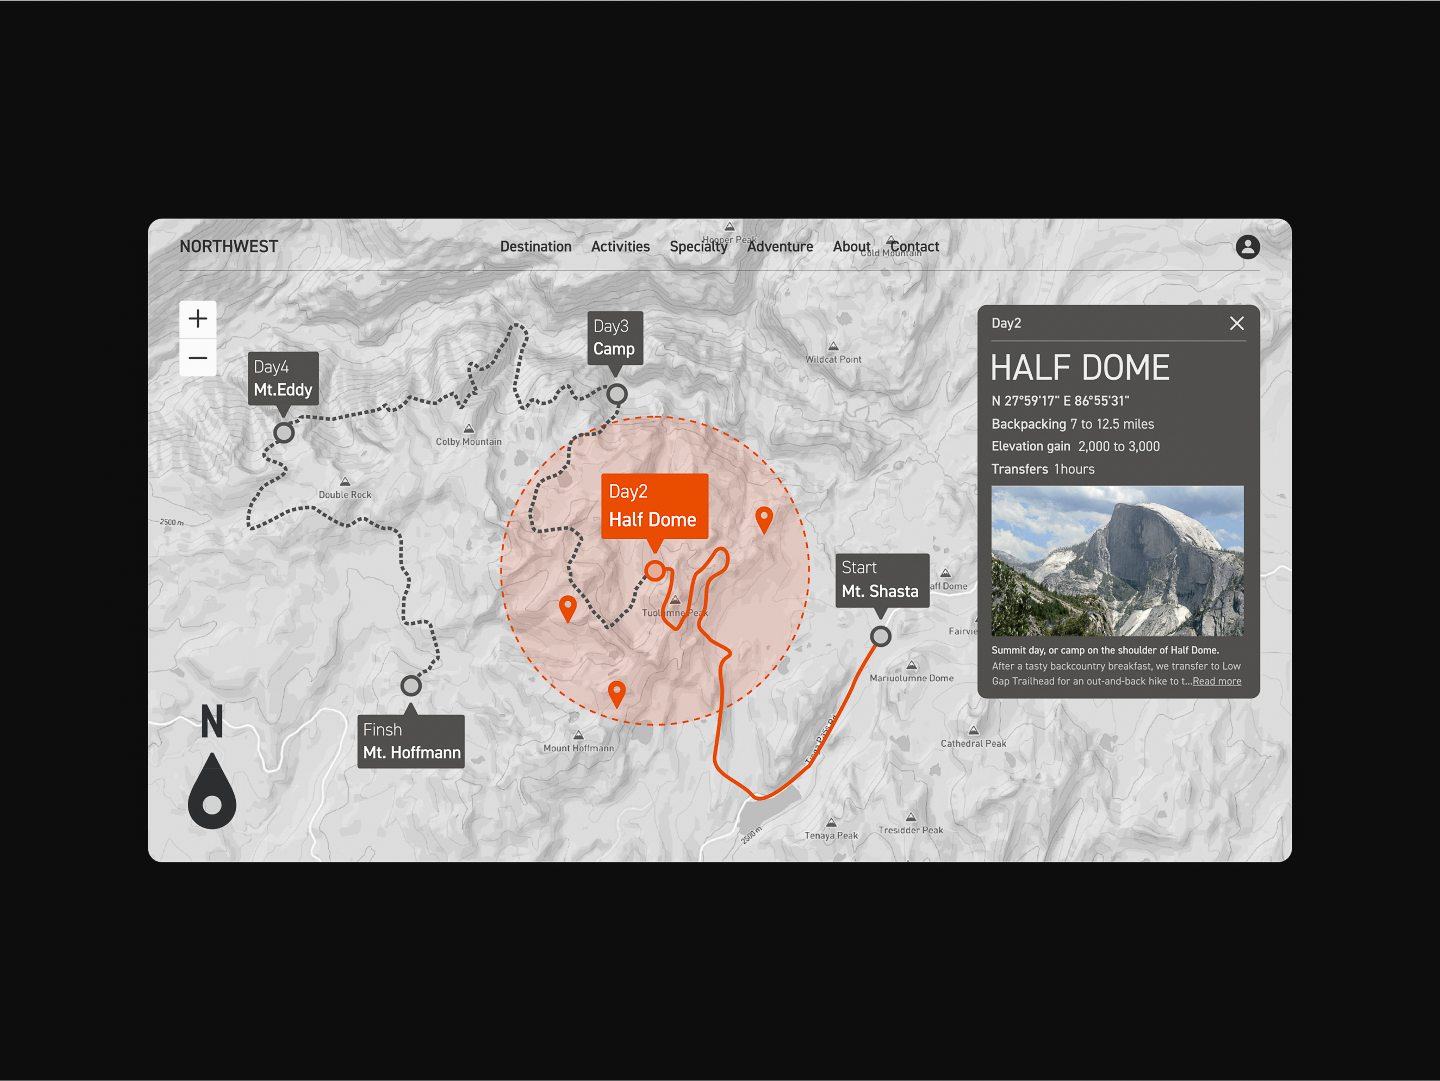 NORTHWEST
Destination Activities Specialty Adventure About Contact
Hooper Peak
Cold Mountain
+
−
Day3
Camp
Day4
Mt.Eddy
Wildcat Point
Colby Mountain
Double Rock
2500 m
Day2
Half Dome
Tuolumne Peak
Start
Mt. Shasta
aff Dome
Fairvie
Mariuolumne Dome
Day2
HALF DOME
N 27°59'17" E 86°55'31"
Backpacking 7 to 12.5 miles
Elevation gain 2,000 to 3,000
Transfers 1hours
Summit day, or camp on the shoulder of Half Dome.
After a tasty backcountry breakfast, we transfer to Low
Gap Trailhead for an out-and-back hike to t...Read more
N
Finsh
Mt. Hoffmann
Mount Hoffmann
Tioga Pass Rd
Cathedral Peak
2500 m
Tenaya Peak
Tresidder Peak